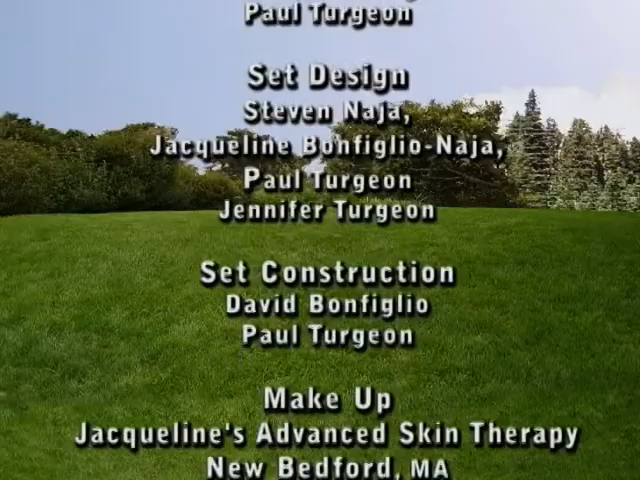 Paul Turgeon
Set Design
Steven Naja,
Jacqueline Bonfiglio-Naja,
Paul Turgeon
Jennifer Turgeon
Set Construction
David Bonfiglio
Paul Turgeon
Make Up
Jacqueline's Advanced Skin Therapy
New Bedford, MA